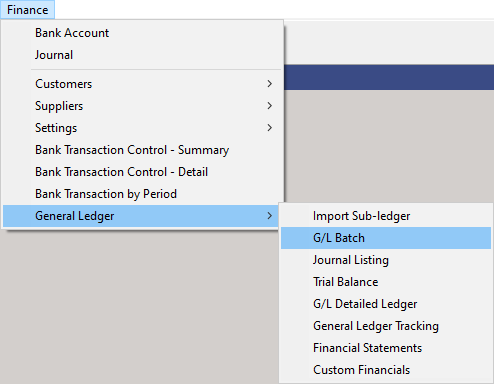 Finance
Bank Account
Journal
Customers
Suppliers
Settings
Bank Transaction Control - Summary
Bank Transaction Control - Detail
Bank Transaction by Period
General Ledger
Import Sub-ledger
G/L Batch
Journal Listing
Trial Balance
G/L Detailed Ledger
General Ledger Tracking
Financial Statements
Custom Financials